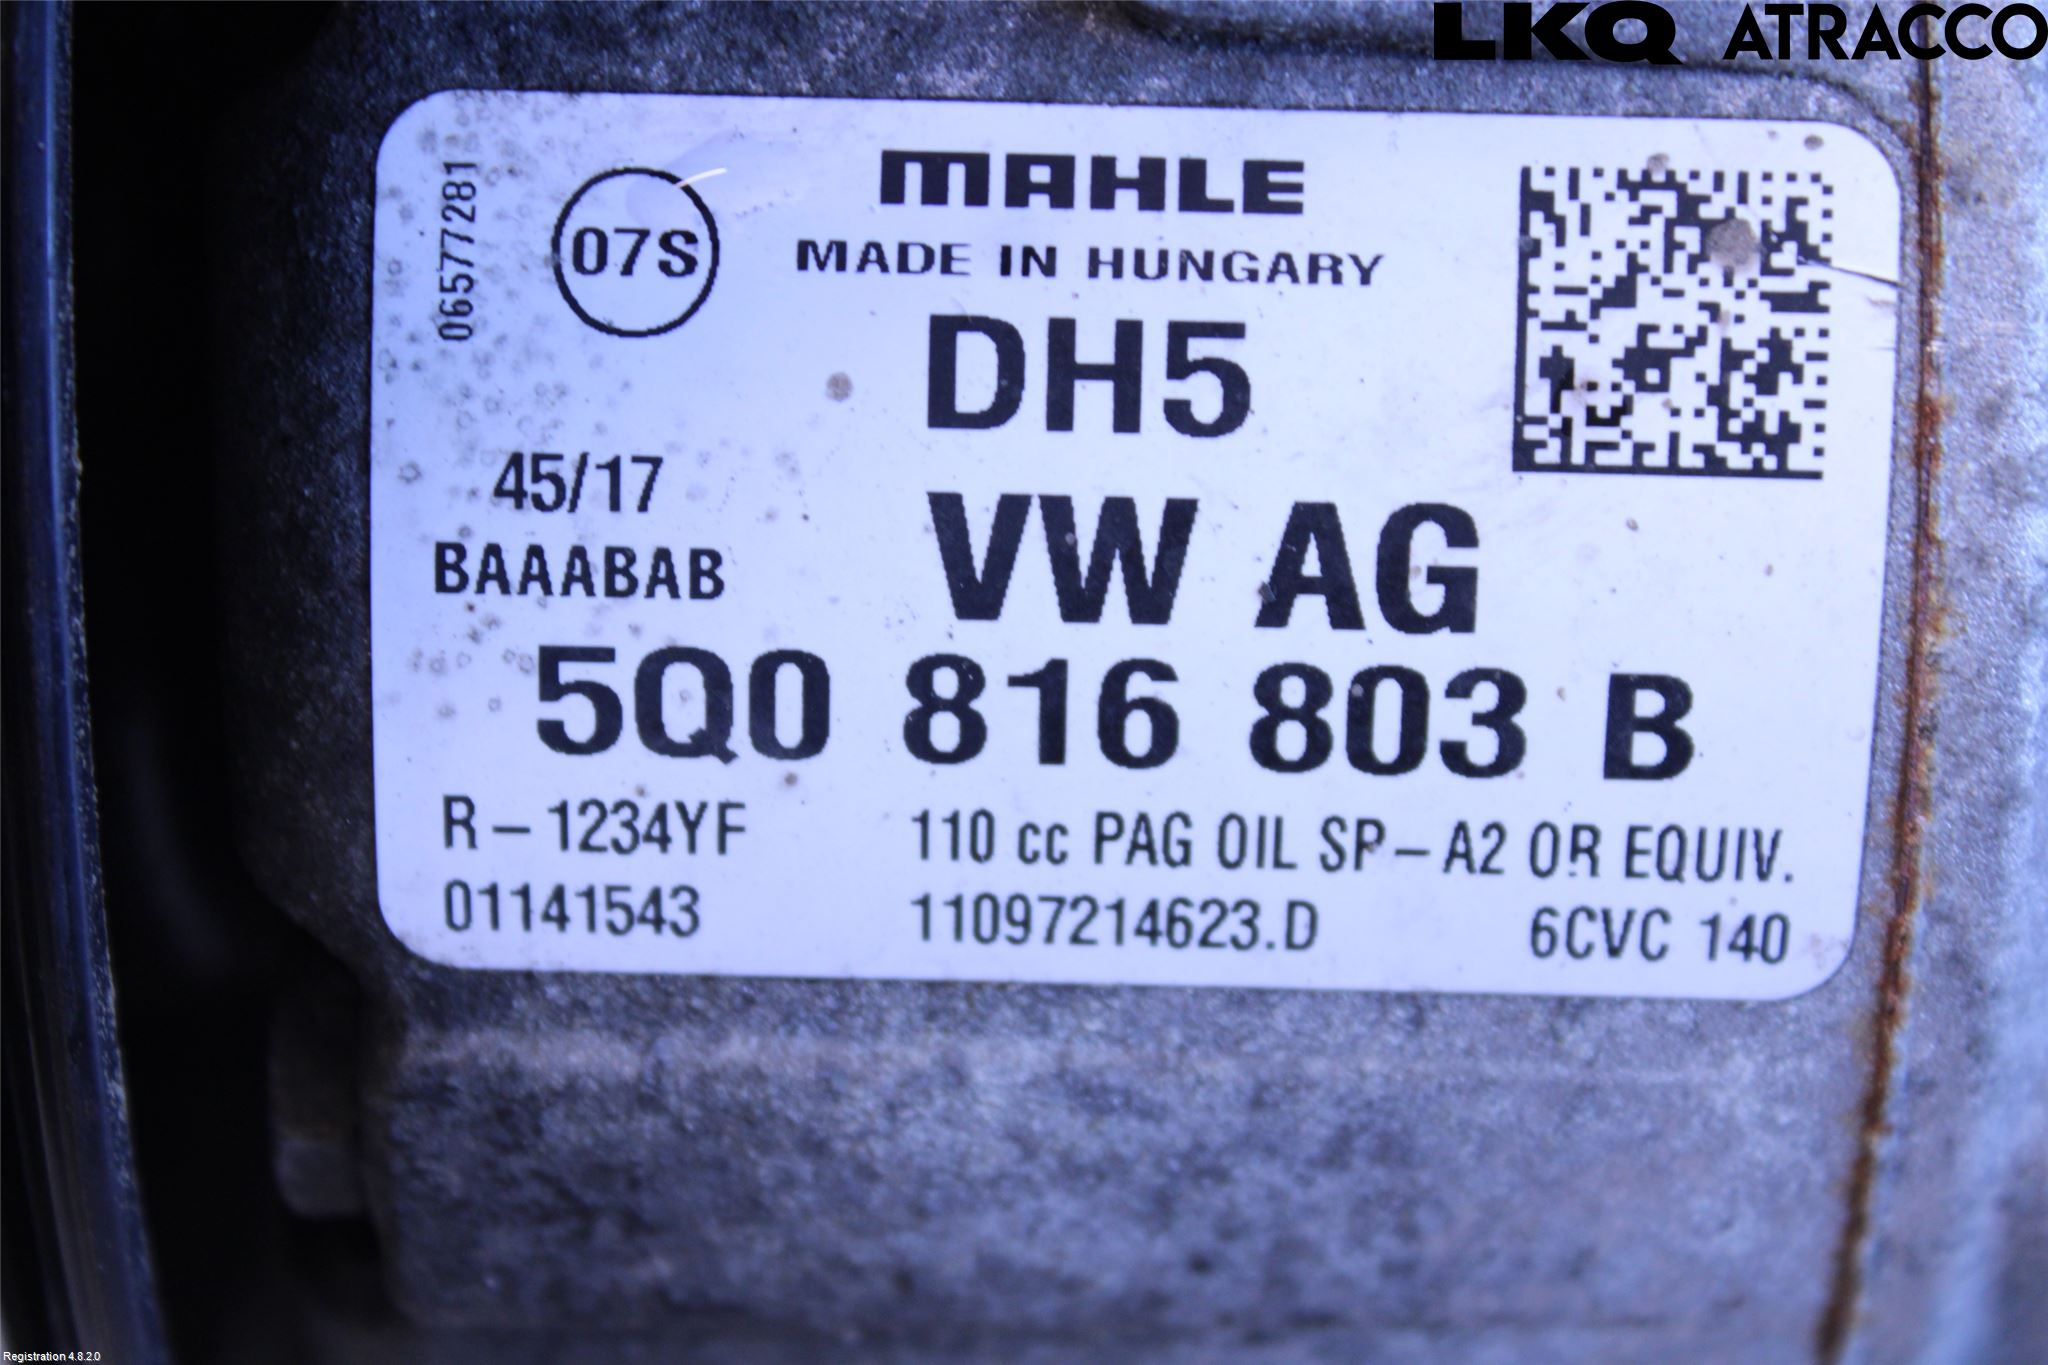 LKQ ATRACCO
06577281
07S
MAHLE
MADE IN HUNGARY
DH5
45/17
VW AG
BAAABAB
5Q0 816 803 B
R-1234YF 110 cc PAG OIL SP-A2 OR EQUIV.
01141543 11097214623.D 6CVC 140
Registration 4.8.2.0